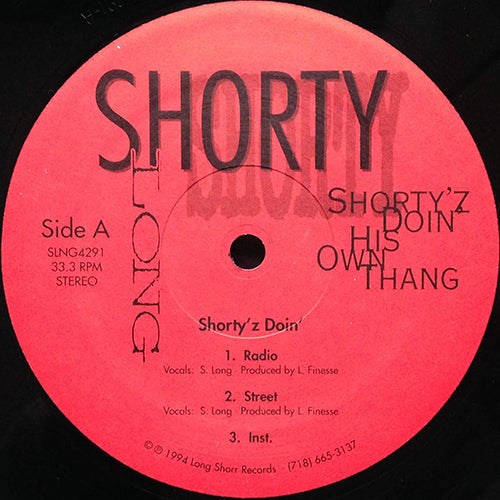 SHORTY
LONG
SHORTY'Z
DOIN'
HIS
OWN
THANG
Side A
SLNG4291
33.3 RPM
STEREO
Shorty'z Doin'
1. Radio
Vocals: S. Long · Produced by L. Finesse
2. Street
Vocals: S. Long · Produced by L. Finesse
3. Inst.
© ℗ 1994 Long Shorr Records · (718) 665-3137